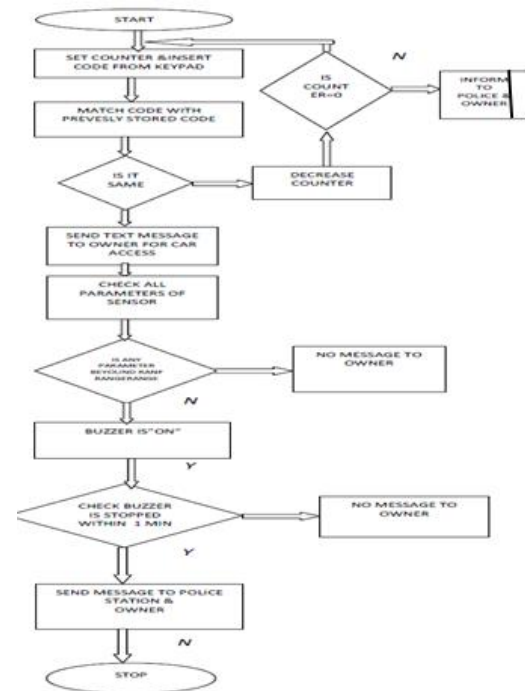 START
SET COUNTER &INSERT
CODE FROM KEYPAD
N
IS
COUNT
ER=0
INFORM
TO
POLICE &
OWNER
MATCH CODE WITH
PREVESLY STORED CODE
IS IT
SAME
DECREASE
COUNTER
SEND TEXT MESSAGE
TO OWNER FOR CAR
ACCESS
CHECK ALL
PARAMETERS OF
SENSOR
IS ANY
PARAMETER
BEYOUND RANF
RANGERANGE
NO MESSAGE TO
OWNER
N
BUZZER IS"ON"
Y
CHECK BUZZER
IS STOPPED
WITHIN 1 MIN
NO MESSAGE TO
OWNER
Y
SEND MESSAGE TO POLICE
STATION &
OWNER
N
STOP